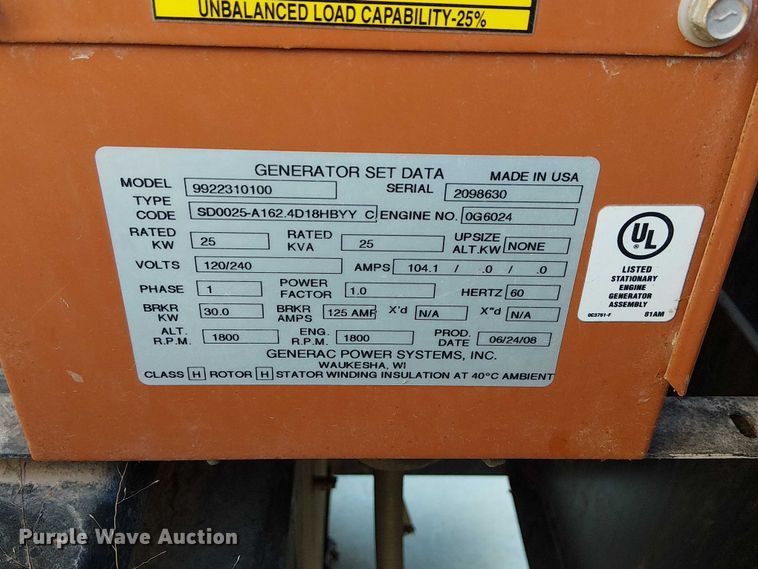 UNBALANCED LOAD CAPABILITY-25%
GENERATOR SET DATA MADE IN USA
MODEL 9922310100 SERIAL 2098630
TYPE CODE SD0025-A162.4D18HBYY C ENGINE NO. 0G6024
RATED KW 25 RATED KVA 25 UPSIZE ALT.KW NONE
VOLTS 120/240 AMPS 104.1 / .0 / .0
PHASE 1 POWER FACTOR 1.0 HERTZ 60
BRKR KW 30.0 BRKR AMPS 125 AMP X'd N/A X"d N/A
ALT. R.P.M. 1800 ENG. R.P.M. 1800 PROD. DATE 06/24/08
GENERAC POWER SYSTEMS, INC.
WAUKESHA, WI
CLASS H ROTOR H STATOR WINDING INSULATION AT 40°C AMBIENT
UL
®
LISTED
STATIONARY
ENGINE
GENERATOR
ASSEMBLY
0C5761-F 81AM
Purple Wave Auction